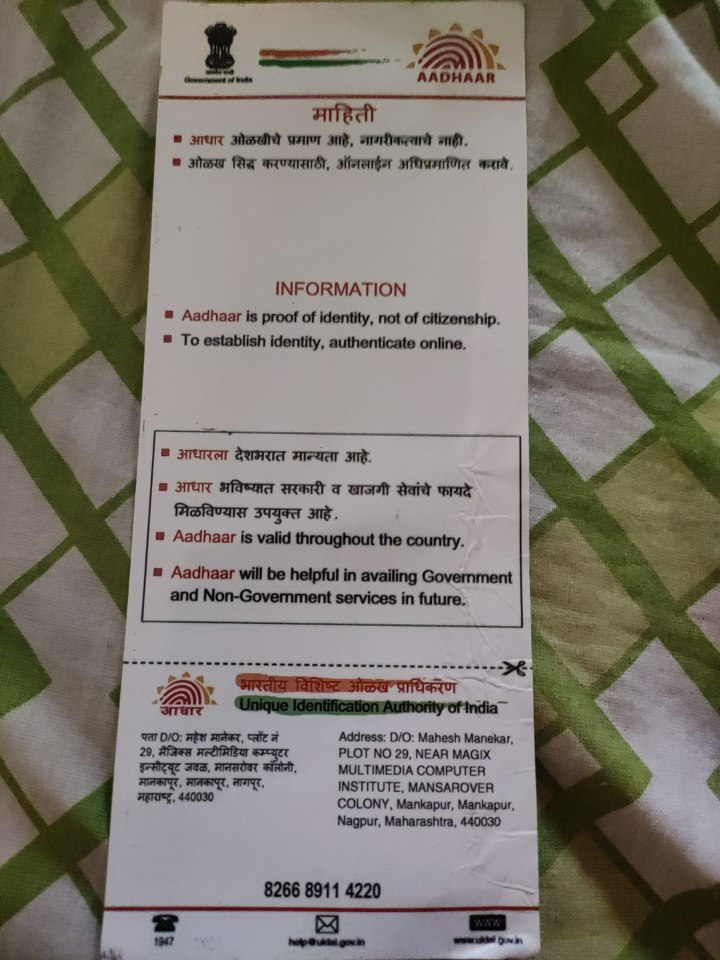 Government of India
AADHAAR
माहिती
आधार ओळखीचे प्रमाण आहे, नागरीकत्वाचे नाही.
ओळख सिद्ध करण्यासाठी, ऑनलाईन अधिप्रमाणित करावे.
INFORMATION
Aadhaar is proof of identity, not of citizenship.
To establish identity, authenticate online.
आधारला देशभरात मान्यता आहे.
आधार भविष्यात सरकारी व खाजगी सेवांचे फायदे
मिळविण्यास उपयुक्त आहे.
Aadhaar is valid throughout the country.
Aadhaar will be helpful in availing Government
and Non-Government services in future.
आधार
भारतीय विशिष्ट ओळख प्राधिकरण
Unique Identification Authority of India
पता D/O: महेश मानेकर, प्लॉट नं
29, मैजिक्स मल्टीमिडिया कम्प्युटर
इन्सीट्यूट जवळ, मानसरोवर कॉलोनी,
मानकापूर, मानकापूर, नागपूर,
महाराष्ट्र, 440030
Address: D/O: Mahesh Manekar,
PLOT NO 29, NEAR MAGIX
MULTIMEDIA COMPUTER
INSTITUTE, MANSAROVER
COLONY, Mankapur, Mankapur,
Nagpur, Maharashtra, 440030
8266 8911 4220
1947
help@uidai.gov.in
WWW
www.uidai.gov.in